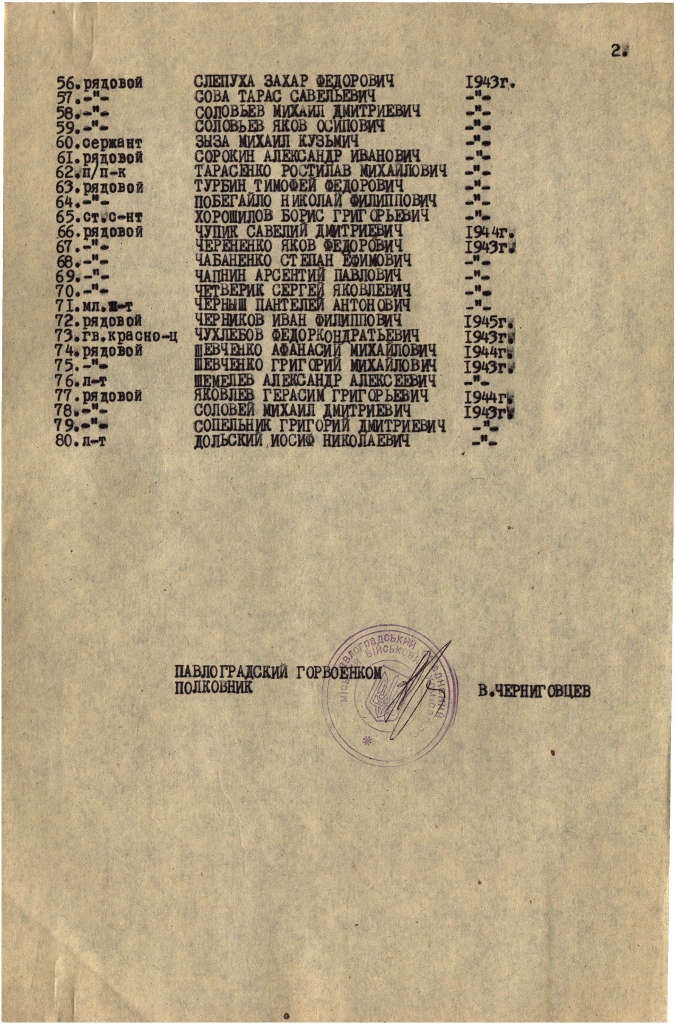 2.
56.рядовой СЛЕПУХА ЗАХАР ФЕДОРОВИЧ 1943г.
57.-"- СОВА ТАРАС САВЕЛЬЕВИЧ -"-
58.-"- СОЛОВЬЕВ МИХАИЛ ДМИТРИЕВИЧ -"-
59.-"- СОЛОВЬЕВ ЯКОВ ОСИПОВИЧ -"-
60.сержант ЗЫЗА МИХАИЛ КУЗЬМИЧ -"-
61.рядовой СОРОКИН АЛЕКСАНДР ИВАНОВИЧ -"-
62.п/п-к ТАРАСЕНКО РОСТИЛАВ МИХАЙЛОВИЧ -"-
63.рядовой ТУРБИН ТИМОФЕЙ ФЕДОРОВИЧ -"-
64.-"- ПОБЕГАЙЛО НИКОЛАЙ ФИЛИППОВИЧ -"-
65.ст.с-нт ХОРОШИЛОВ БОРИС ГРИГОРЬЕВИЧ -"-
66.рядовой ЧУПИК САВЕЛИЙ ДМИТРИЕВИЧ 1944г.
67.-"- ЧЕРЕНЕНКО ЯКОВ ФЕДОРОВИЧ 1943г.
68.-"- ЧАБАНЕНКО СТЕПАН ЕФИМОВИЧ -"-
69.-"- ЧАПНИН АРСЕНТИЙ ПАВЛОВИЧ -"-
70.-"- ЧЕТВЕРИК СЕРГЕЙ ЯКОВЛЕВИЧ -"-
71.мл.л-т ЧЕРНЫШ ПАНТЕЛЕЙ АНТОНОВИЧ -"-
72.рядовой ЧЕРНИКОВ ИВАН ФИЛИППОВИЧ 1945г.
73.гв.красно-ц ЧУХЛЕБОВ ФЕДОРКОНДРАТЬЕВИЧ 1943г.
74.рядовой ШЕВЧЕНКО АФАНАСИЙ МИХАЙЛОВИЧ 1944г.
75.-"- ШЕВЧЕНКО ГРИГОРИЙ МИХАЙЛОВИЧ 1943г.
76.л-т ШЕМЕЛЕВ АЛЕКСАНДР АЛЕКСЕЕВИЧ -"-
77.рядовой ЯКОВЛЕВ ГЕРАСИМ ГРИГОРЬЕВИЧ 1944г.
78.-"- СОЛОВЕЙ МИХАИЛ ДМИТРИЕВИЧ 1943г.
79.-"- СОПЕЛЬНИК ГРИГОРИЙ ДМИТРИЕВИЧ -"-
80.л-т ДОЛЬСКИЙ ИОСИФ НИКОЛАЕВИЧ -"-
ПАВЛОГРАДСКИЙ ГОРВОЕНКОМ
ПОЛКОВНИК В.ЧЕРНИГОВЦЕВ